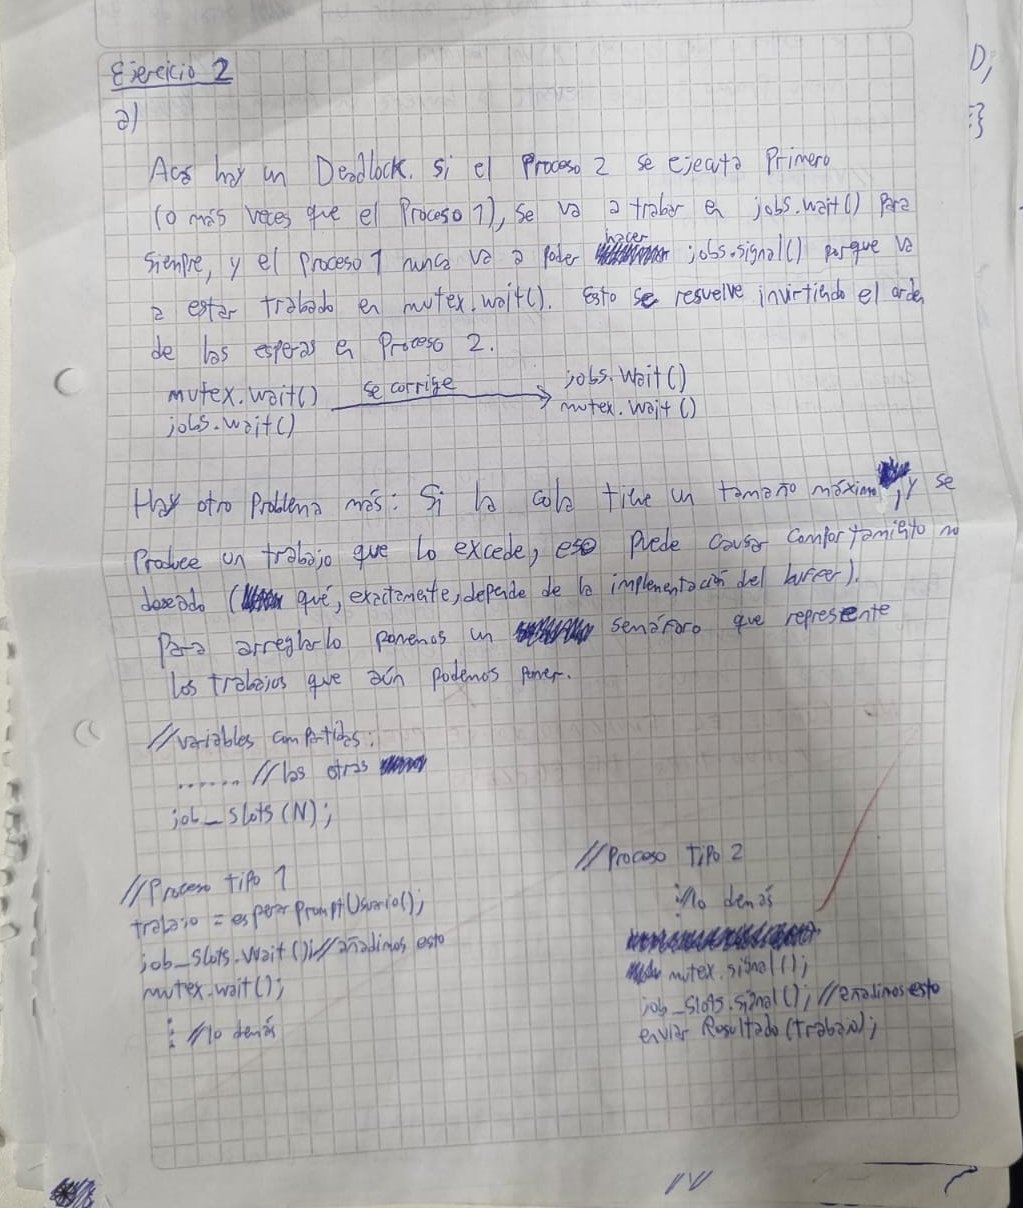 Ejercicio 2
a)
Acá hay un Deadlock. Si el Proceso 2 se ejecuta Primero
(o más veces que el Proceso 1), se va a trabar en jobs.wait() para
siempre, y el Proceso 1 nunca va a poder hacer jobs.signal() porque va
a estar trabado en mutex.wait(). Esto se resuelve invirtiendo el orden
de las esperas en Proceso 2.
mutex.wait() se corrige jobs.wait()
jobs.wait() mutex.wait()
Hay otro Problema más: Si la cola tiene un tamaño máximo, y se
Produce un trabajo que lo excede, eso puede causar comportamiento no
deseado (qué, exactamente, depende de la implementación del buffer).
Para arreglarlo ponemos un semáforo que represente
los trabajos que aún podemos poner.
//variables compartidas:
....... //las otras
job_slots(N);
//Proceso Tipo 1
trabajo = esperarPromptUsuario();
job_slots.wait(); //añadimos esto
mutex.wait();
⋮ //lo demás
//Proceso Tipo 2
⋮ //lo demás
mutex.signal();
job_slots.signal(); //añadimos esto
enviarResultado(trabajo);
D;
}